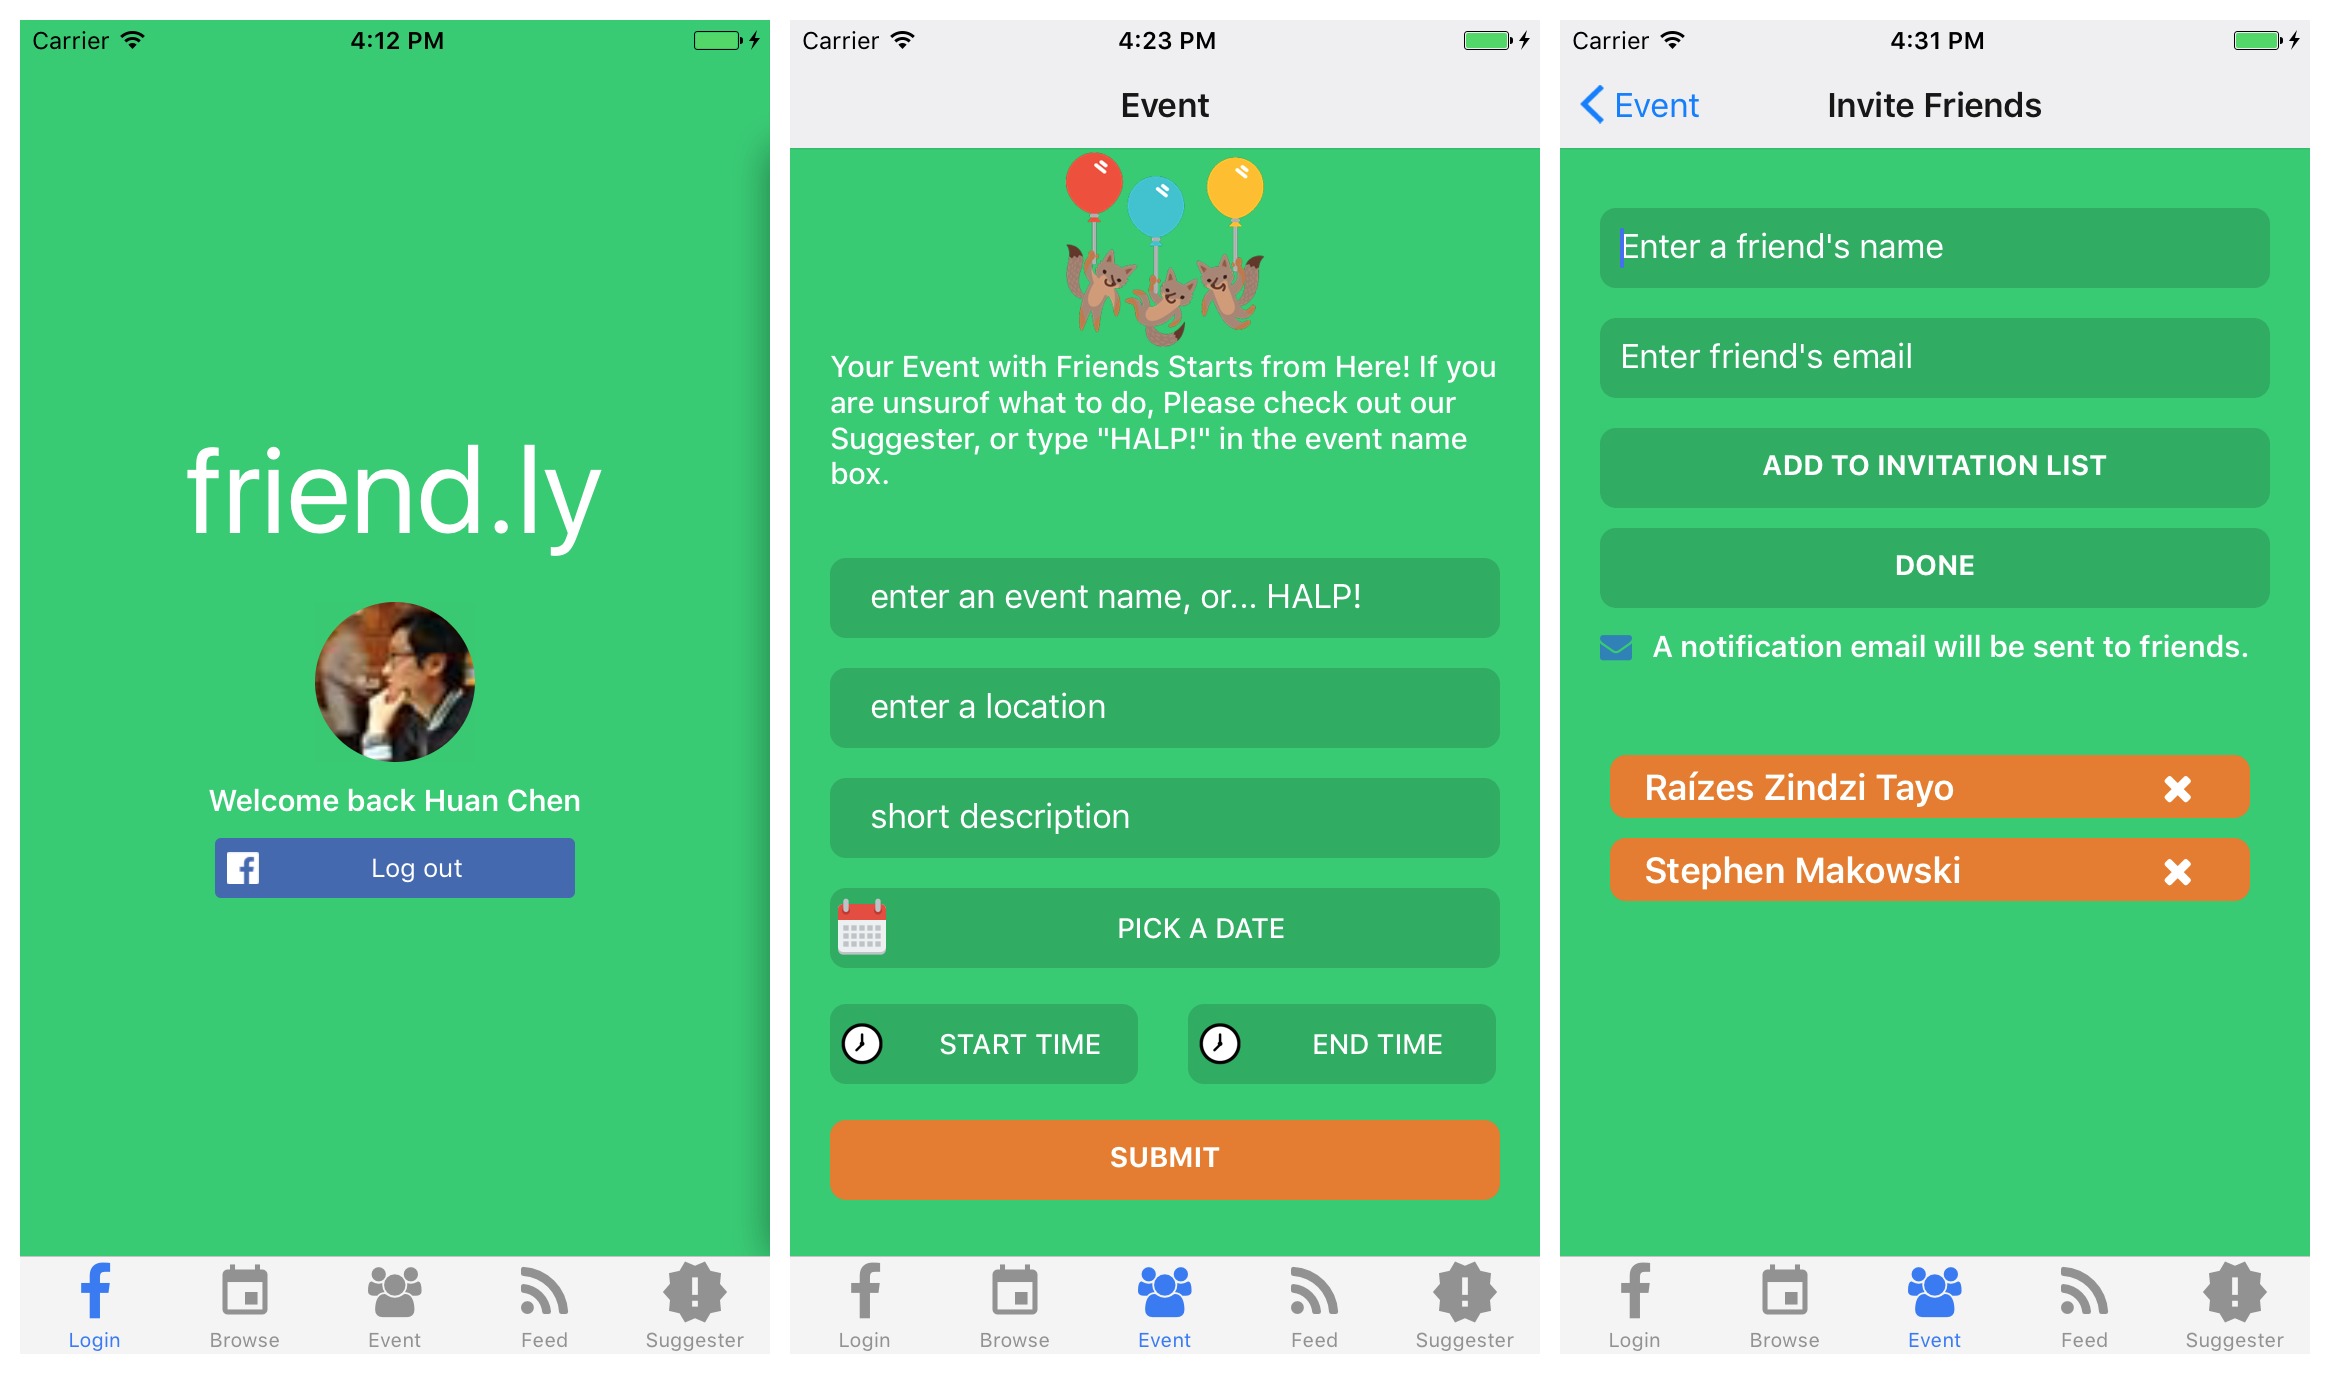 Carrier 4:12 PM
friend.ly
Welcome back Huan Chen
Log out
Login Browse Event Feed Suggester
Carrier 4:23 PM
Event
Your Event with Friends Starts from Here! If you
are unsurof what to do, Please check out our
Suggester, or type "HALP!" in the event name
box.
enter an event name, or... HALP!
enter a location
short description
PICK A DATE
START TIME END TIME
SUBMIT
Login Browse Event Feed Suggester
Carrier 4:31 PM
Event Invite Friends
Enter a friend's name
Enter friend's email
ADD TO INVITATION LIST
DONE
A notification email will be sent to friends.
Raízes Zindzi Tayo
Stephen Makowski
Login Browse Event Feed Suggester